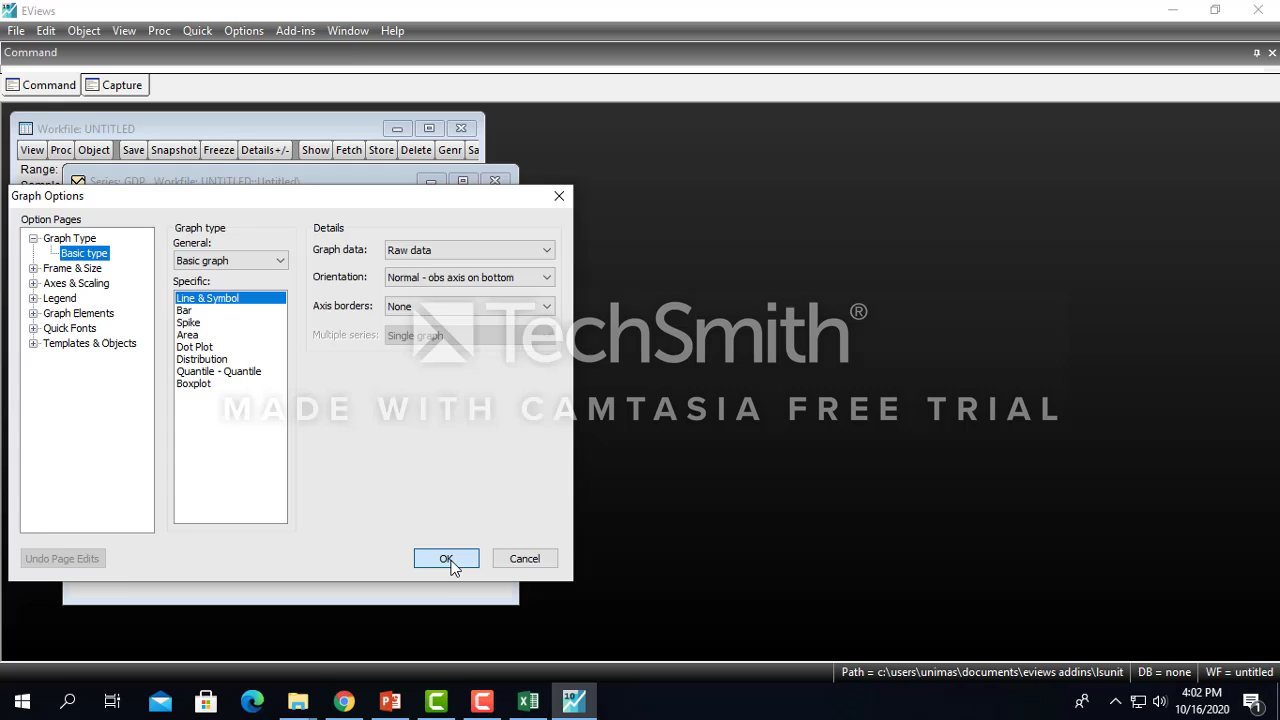 EViews
File Edit Object View Proc Quick Options Add-ins Window Help
Command
Command Capture
Workfile: UNTITLED
View Proc Object Save Snapshot Freeze Details+/- Show Fetch Store Delete Genr Sa
Range:
Series: GDP Workfile: UNTITLED::Untitled\
Graph Options
Option Pages
Graph Type
Basic type
Frame & Size
Axes & Scaling
Legend
Graph Elements
Quick Fonts
Templates & Objects
Undo Page Edits
Graph type
General:
Basic graph
Specific:
Line & Symbol
Bar
Spike
Area
Dot Plot
Distribution
Quantile - Quantile
Boxplot
Details
Graph data: Raw data
Orientation: Normal - obs axis on bottom
Axis borders: None
Multiple series: Single graph
OK Cancel
TechSmith®
MADE WITH CAMTASIA FREE TRIAL
Path = c:\users\unimas\documents\eviews addins\lsunit DB = none WF = untitled
4:02 PM
10/16/2020